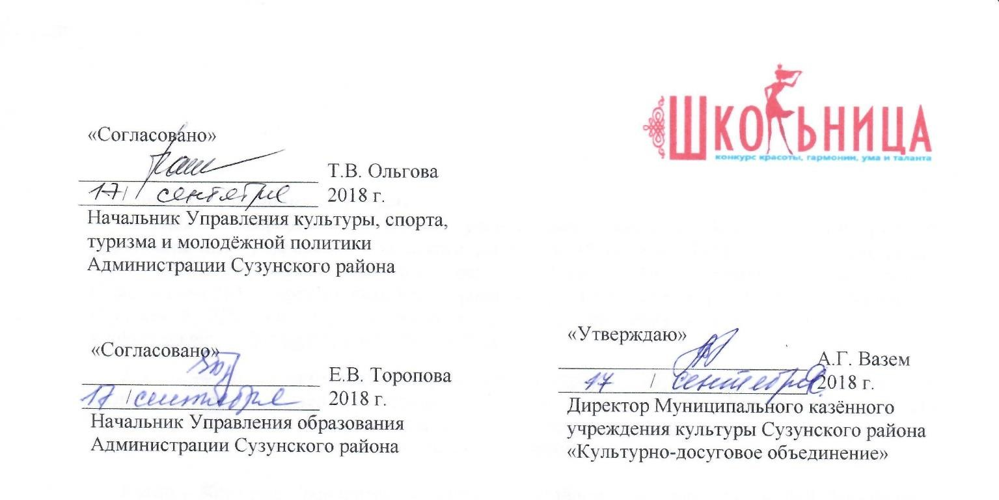 ШКОЛЬНИЦА
конкурс красоты, гармонии, ума и таланта
«Согласовано»
Т.В. Ольгова
17/ сентября 2018 г.
Начальник Управления культуры, спорта,
туризма и молодёжной политики
Администрации Сузунского района
«Согласовано»
Е.В. Торопова
17 /сентября 2018 г.
Начальник Управления образования
Администрации Сузунского района
«Утверждаю»
А.Г. Вазем
17 / сентября 2018 г.
Директор Муниципального казённого
учреждения культуры Сузунского района
«Культурно-досуговое объединение»